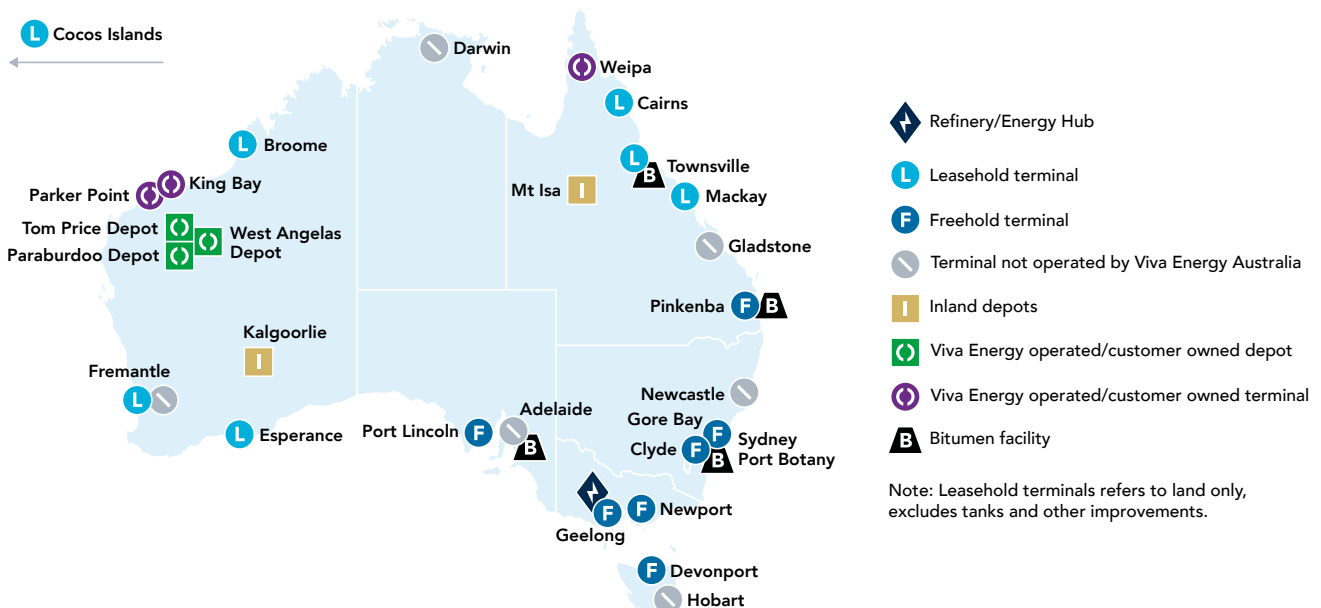 L Cocos Islands
Darwin
Weipa
L Cairns
L Broome
L B Townsville
Mt Isa I
L Mackay
King Bay
Parker Point
Tom Price Depot
West Angelas
Depot
Paraburdoo Depot
Gladstone
Pinkenba F B
Kalgoorlie
I
Fremantle
L
L Esperance
Port Lincoln F
Adelaide
B
Newcastle
Gore Bay F
Clyde F B
Sydney
Port Botany
F
Geelong
F Newport
F Devonport
Hobart
Refinery/Energy Hub
L Leasehold terminal
F Freehold terminal
Terminal not operated by Viva Energy Australia
I Inland depots
Viva Energy operated/customer owned depot
Viva Energy operated/customer owned terminal
B Bitumen facility
Note: Leasehold terminals refers to land only,
excludes tanks and other improvements.